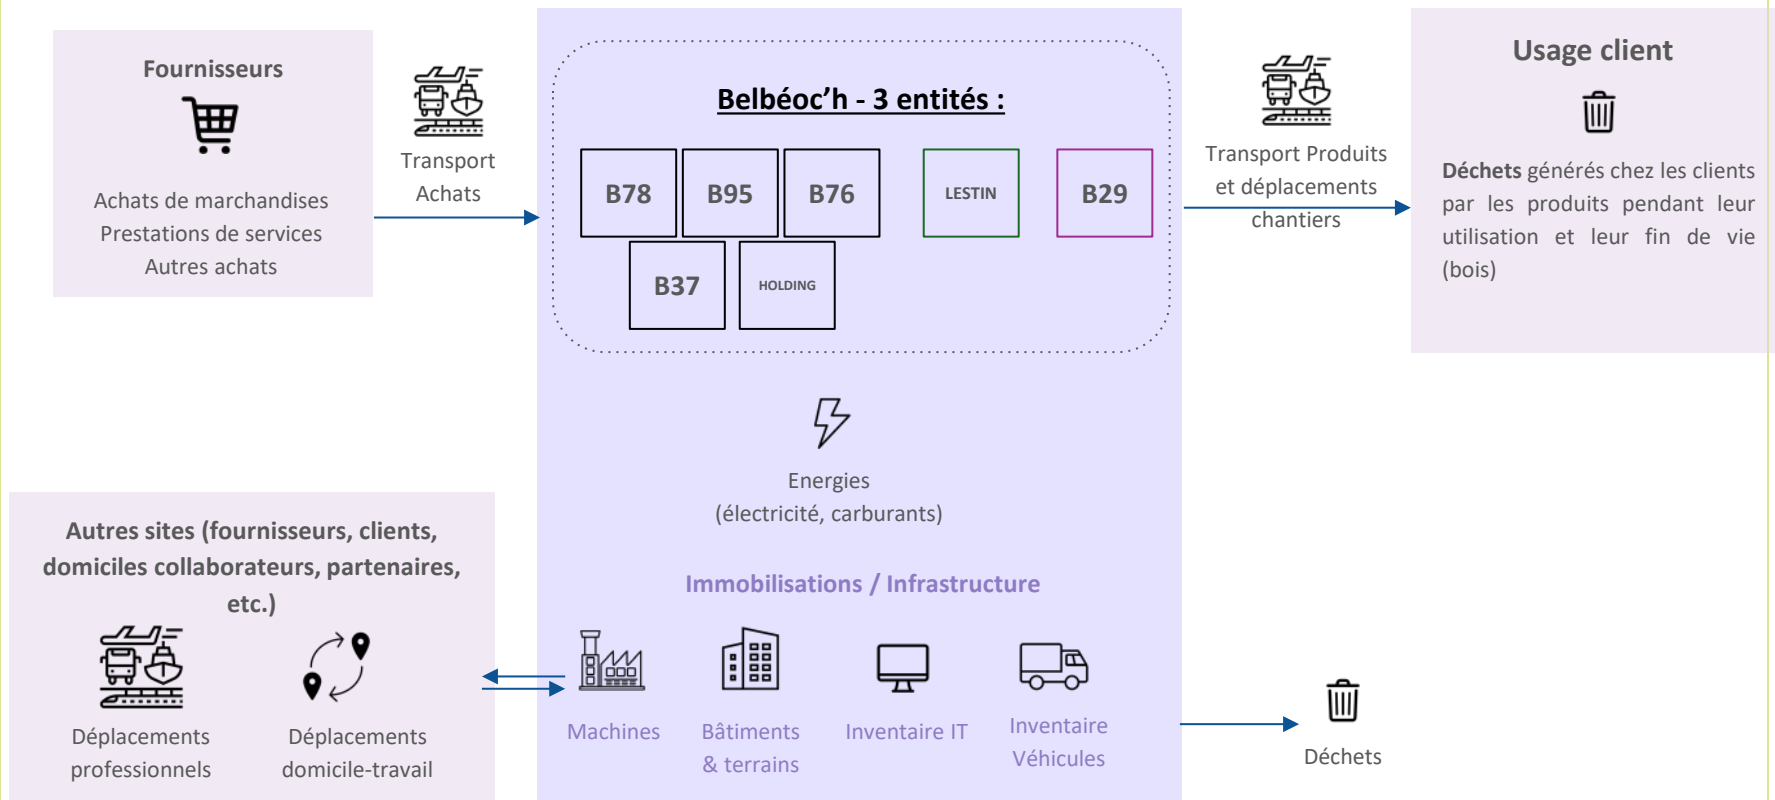 Fournisseurs
Achats de marchandises
Prestations de services
Autres achats
Transport
Achats
Belbéoc’h - 3 entités :
B78
B95
B76
LESTIN
B29
B37
HOLDING
Transport Produits
et déplacements
chantiers
Usage client
Déchets générés chez les clients
par les produits pendant leur
utilisation et leur fin de vie
(bois)
Energies
(électricité, carburants)
Autres sites (fournisseurs, clients,
domiciles collaborateurs, partenaires,
etc.)
Déplacements
professionnels
Déplacements
domicile-travail
Immobilisations / Infrastructure
Machines
Bâtiments
& terrains
Inventaire IT
Inventaire
Véhicules
Déchets